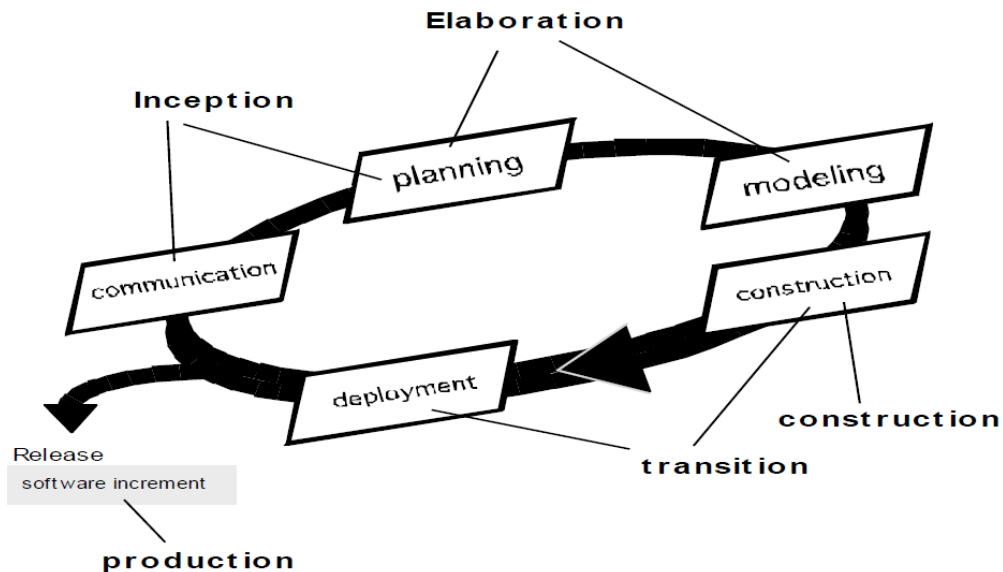 Elaboration
Inception
planning
modeling
communication
construction
deployment
construction
transition
Release
software increment
production